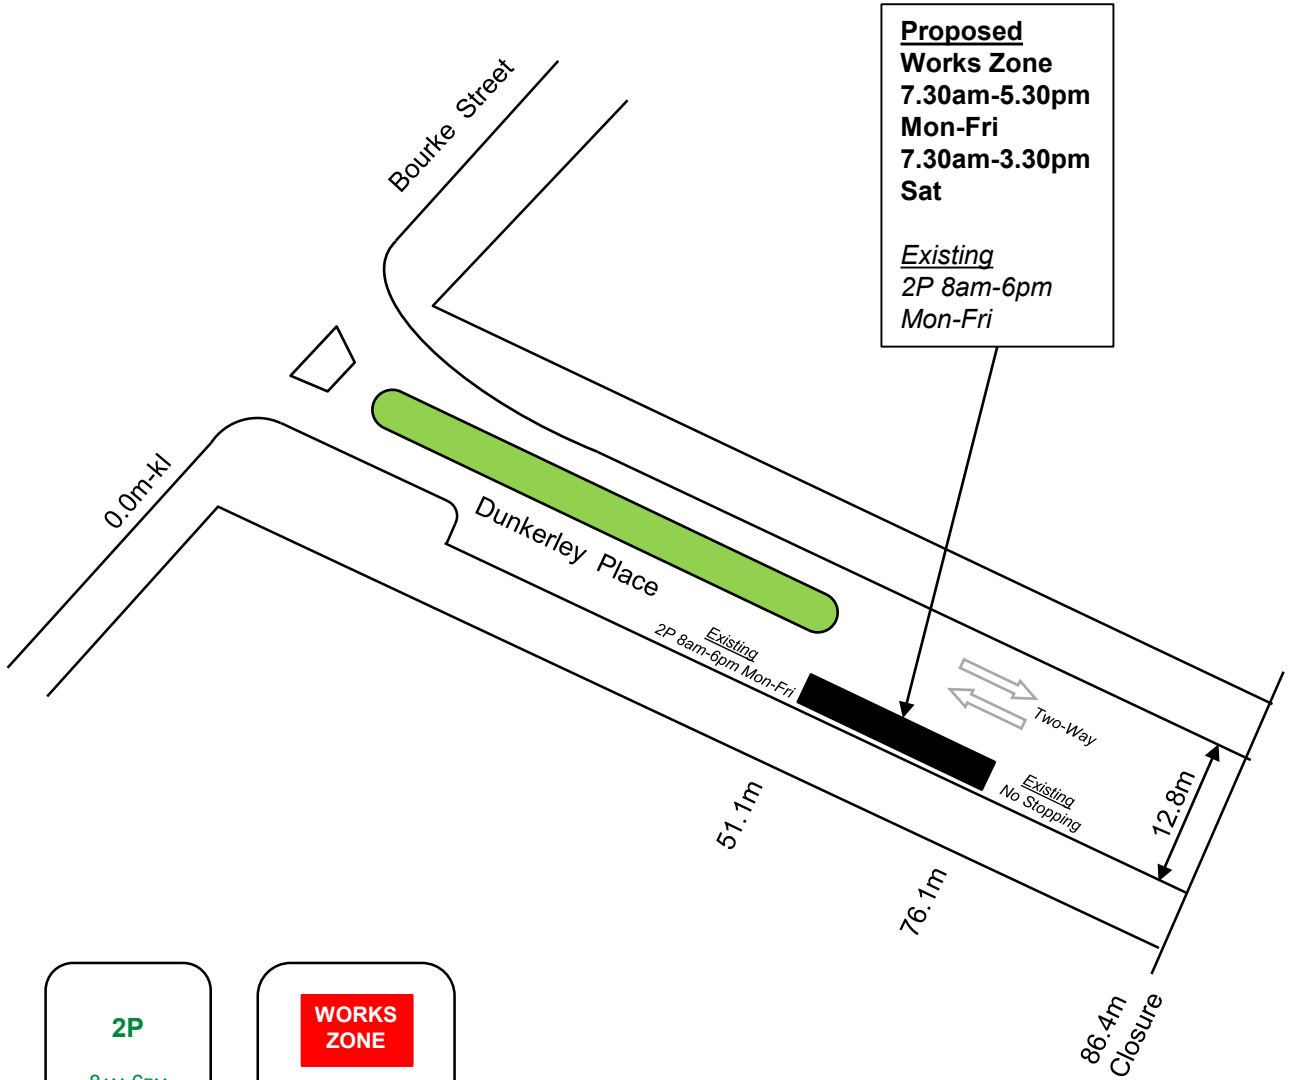 Proposed
Works Zone
7.30am-5.30pm
Mon-Fri
7.30am-3.30pm
Sat
Existing
2P 8am-6pm
Mon-Fri
Bourke Street
0.0m-kl
Dunkerley Place
Existing
2P 8am-6pm Mon-Fri
Two-Way
Existing
No Stopping
12.8m
51.1m
76.1m
86.4m
Closure
2P
8AM-6PM
WORKS
ZONE